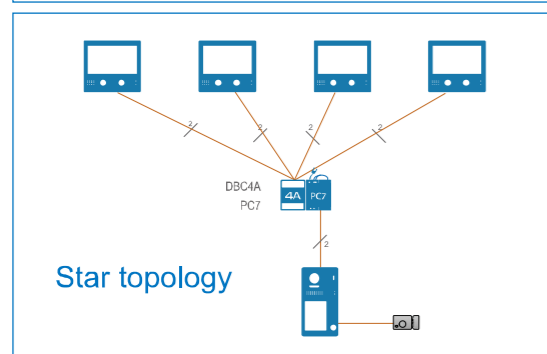 2 2 2 2
DBC4A 4A PC7
PC7
2
Star topology